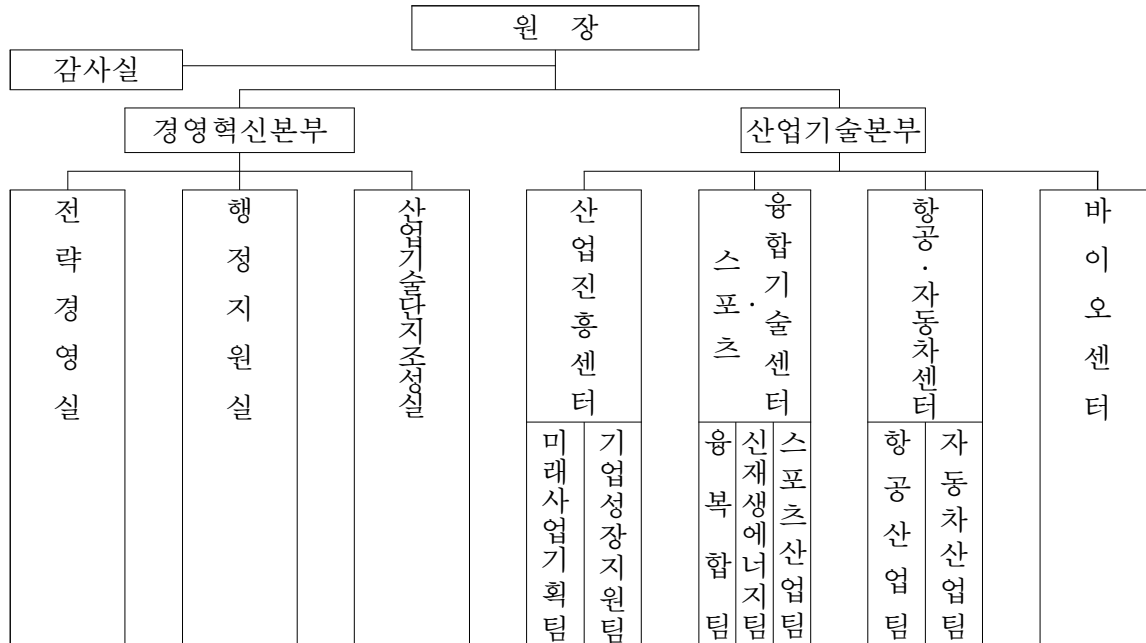 원 장
감사실
경영혁신본부
산업기술본부
전략경영실
행정지원실
산업기술단지조성실
산업진흥센터
스포츠·
융합기술센터
항공·자동차센터
바이오센터
미래사업기획팀
기업성장지원팀
융복합팀
신재생에너지팀
스포츠산업팀
항공산업팀
자동차산업팀